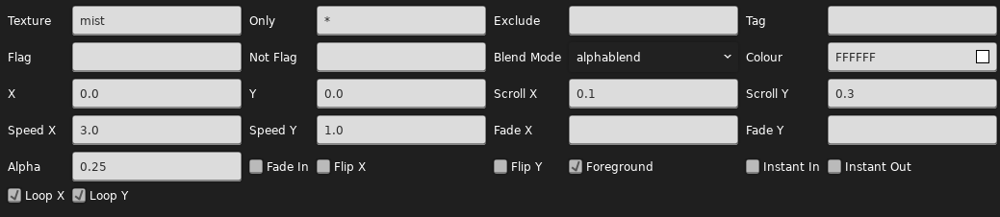 Texture mist Only * Exclude Tag
Flag Not Flag Blend Mode alphablend Colour FFFFFF
X 0.0 Y 0.0 Scroll X 0.1 Scroll Y 0.3
Speed X 3.0 Speed Y 1.0 Fade X Fade Y
Alpha 0.25 Fade In Flip X Flip Y Foreground Instant In Instant Out
Loop X Loop Y